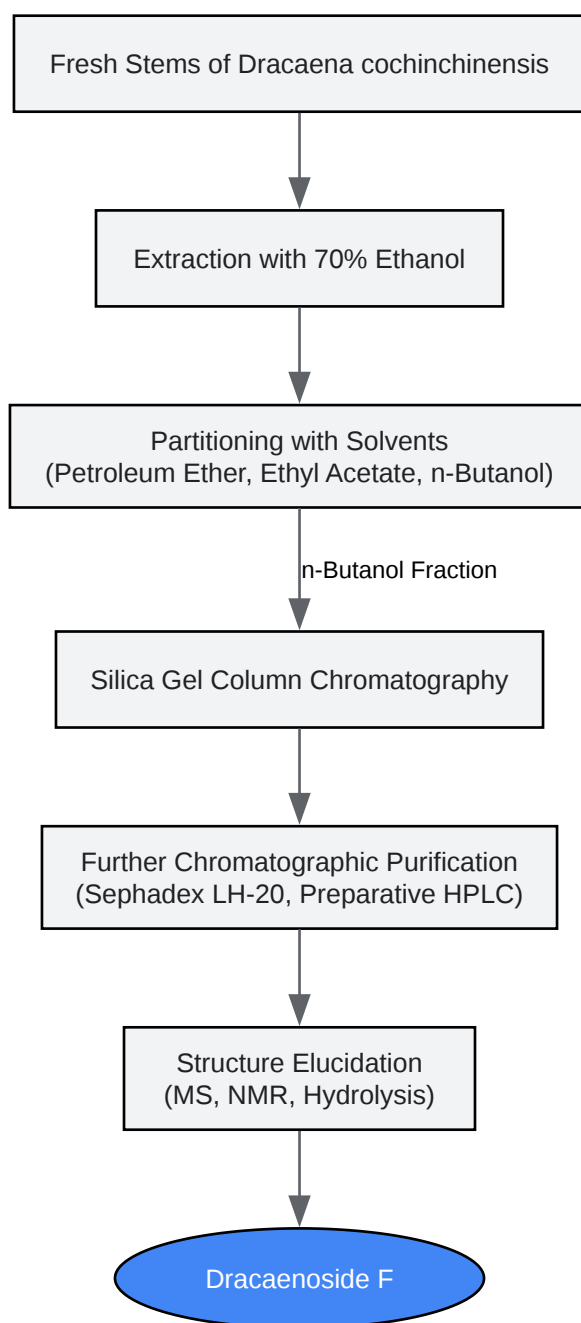 Fresh Stems of Dracaena cochinchinensis
Extraction with 70% Ethanol
Partitioning with Solvents
(Petroleum Ether, Ethyl Acetate, n-Butanol)
n-Butanol Fraction
Silica Gel Column Chromatography
Further Chromatographic Purification
(Sephadex LH-20, Preparative HPLC)
Structure Elucidation
(MS, NMR, Hydrolysis)
Dracaenoside F